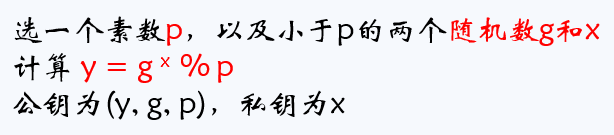 选一个素数p，以及小于p的两个随机数g和x
计算 y = gˣ % p
公钥为(y, g, p)，私钥为x